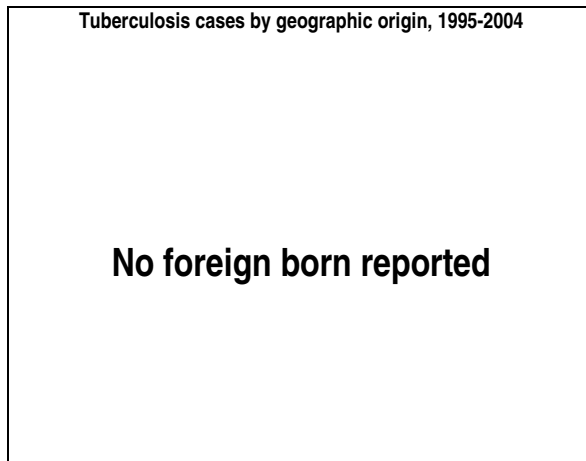 Tuberculosis cases by geographic origin, 1995-2004
No foreign born reported